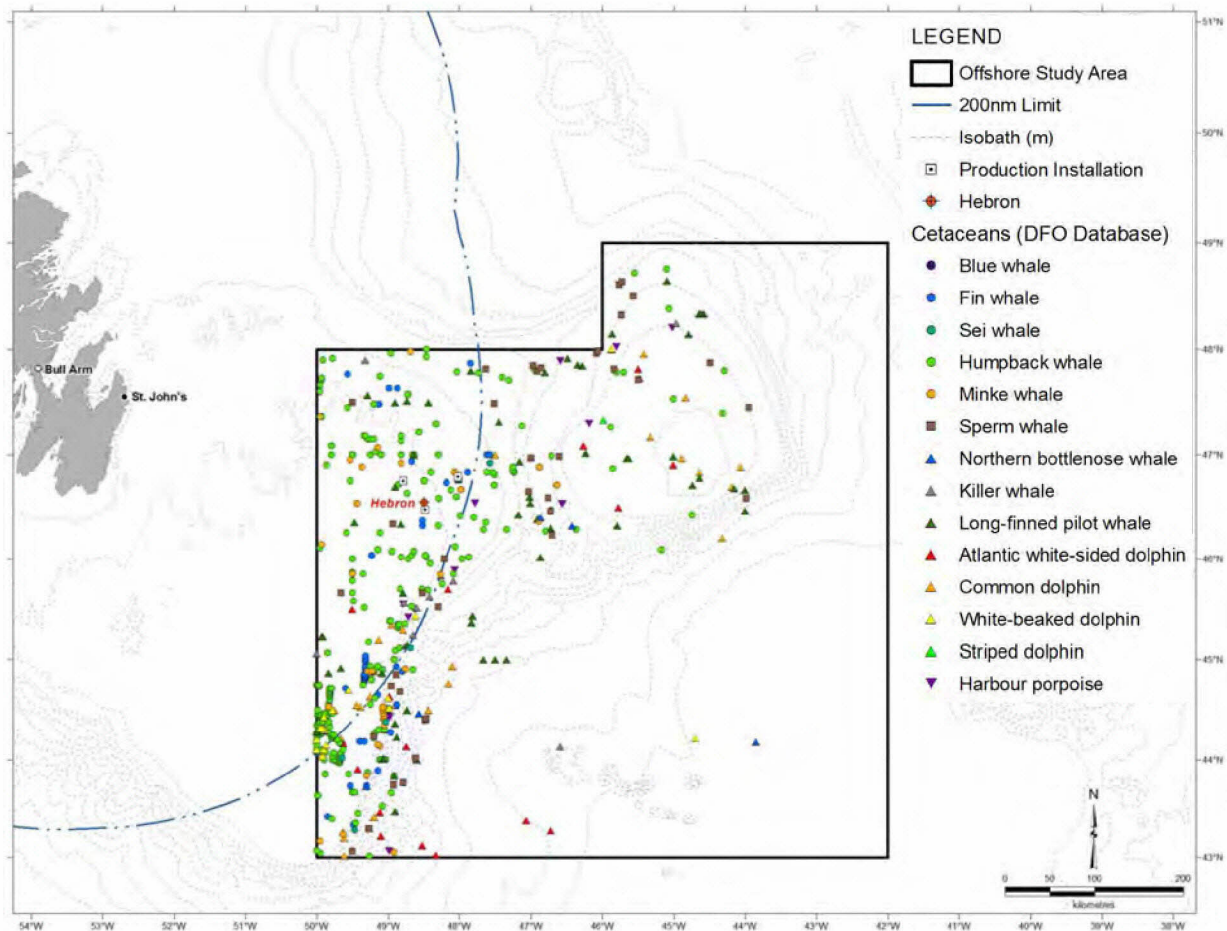 LEGEND
Offshore Study Area
200nm Limit
Isobath (m)
Production Installation
Hebron
Cetaceans (DFO Database)
Blue whale
Fin whale
Sei whale
Humpback whale
Minke whale
Sperm whale
Northern bottlenose whale
Killer whale
Long-finned pilot whale
Atlantic white-sided dolphin
Common dolphin
White-beaked dolphin
Striped dolphin
Harbour porpoise
51°N
50°N
49°N
48°N
47°N
46°N
45°N
44°N
43°N
Bull Arm
St. John's
Hebron
N
0 50 100 200
kilometres
54°W 53°W 52°W 51°W 50°W 49°W 48°W 47°W 46°W 45°W 44°W 43°W 42°W 41°W 40°W 39°W 38°W